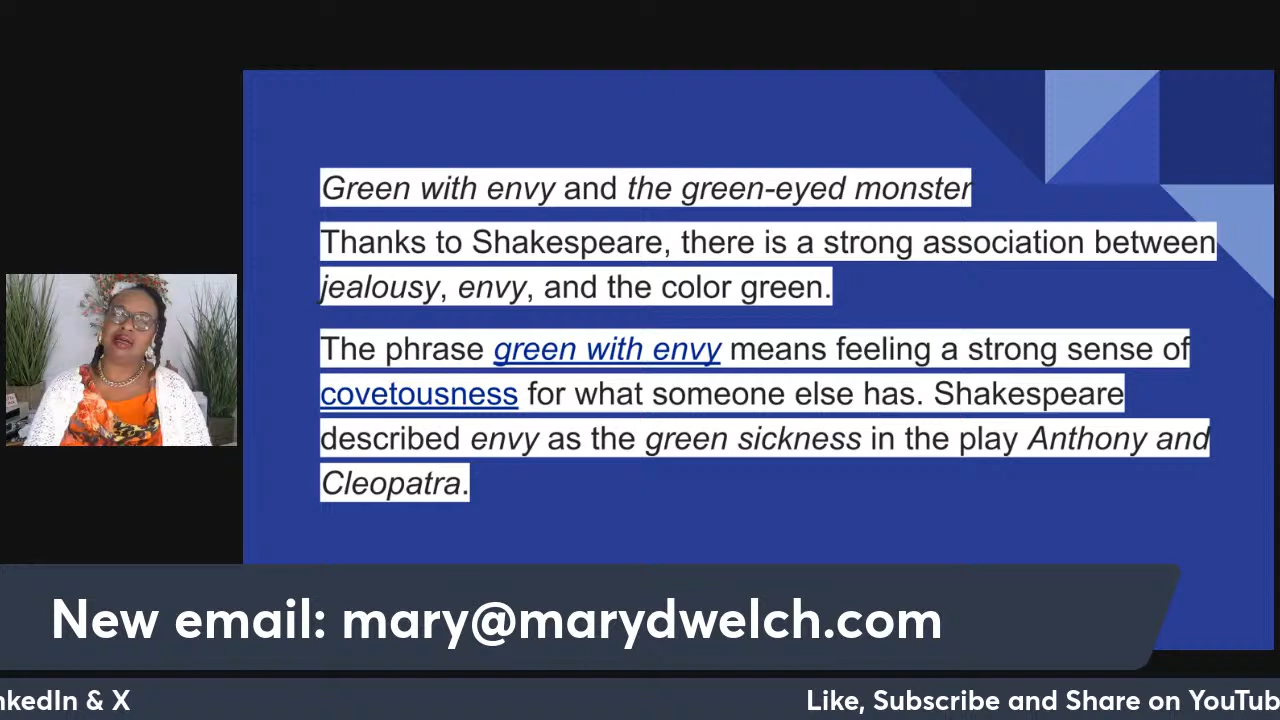 Green with envy and the green-eyed monster
Thanks to Shakespeare, there is a strong association between
jealousy, envy, and the color green.
The phrase green with envy means feeling a strong sense of
covetousness for what someone else has. Shakespeare
described envy as the green sickness in the play Anthony and
Cleopatra.
New email: mary@marydwelch.com
nkedIn & X
Like, Subscribe and Share on YouTub